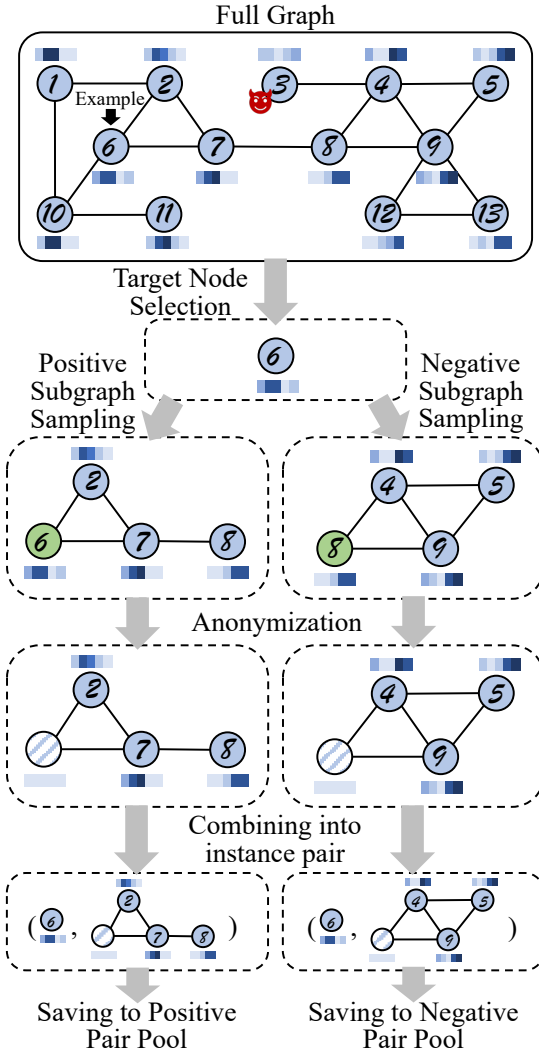 Full Graph
1
2
3
4
5
Example
6
7
8
9
10
11
12
13
Target Node
Selection
6
Positive
Subgraph
Sampling
Negative
Subgraph
Sampling
2
6
7
8
4
5
8
9
Anonymization
2
7
8
4
5
9
Combining into
instance pair
( 6 , 2 7 8 )
( 6 , 4 5 9 )
Saving to Positive
Pair Pool
Saving to Negative
Pair Pool